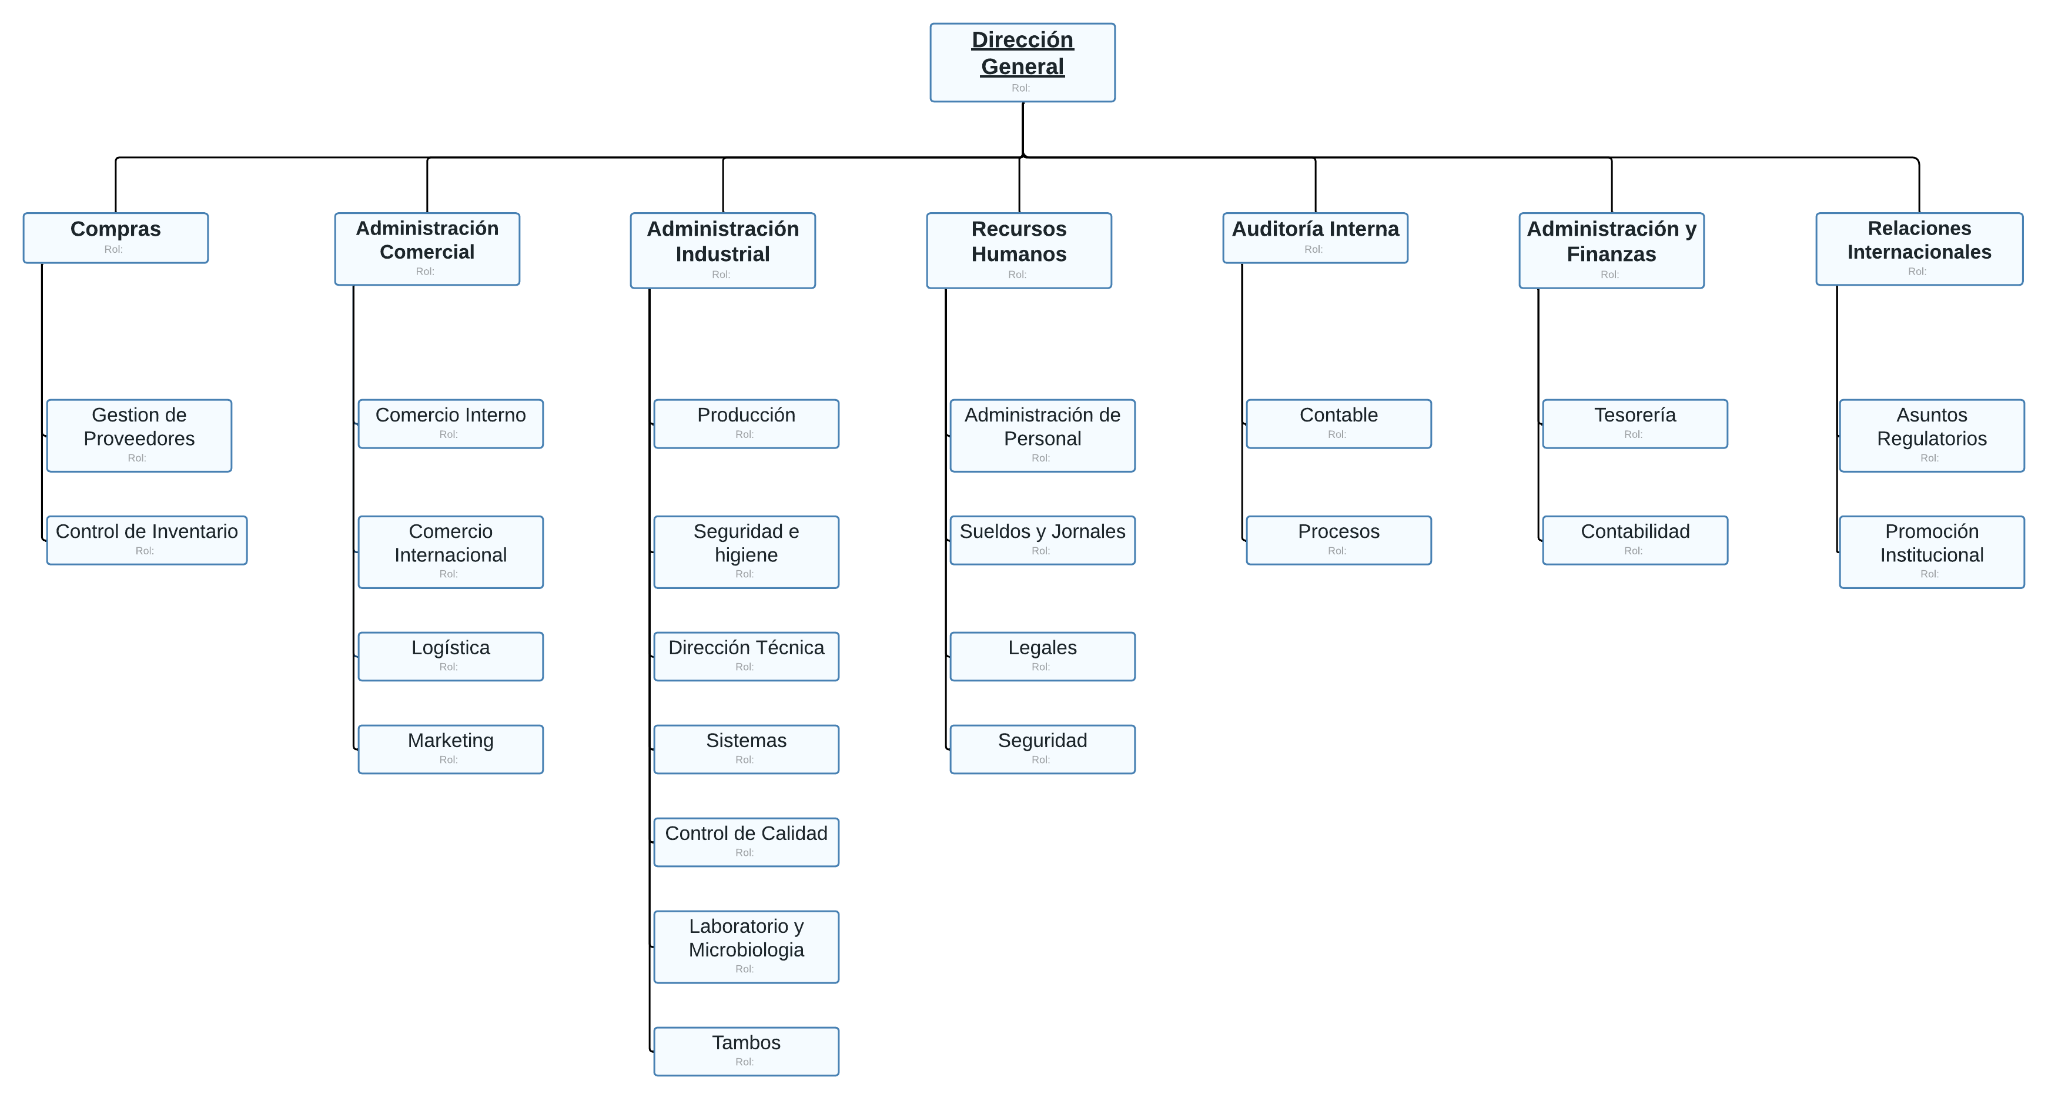 Dirección
General
Rol:
Compras
Rol:
Administración
Comercial
Rol:
Administración
Industrial
Rol:
Recursos
Humanos
Rol:
Auditoría Interna
Rol:
Administración y
Finanzas
Rol:
Relaciones
Internacionales
Rol:
Gestion de
Proveedores
Rol:
Control de Inventario
Rol:
Comercio Interno
Rol:
Comercio
Internacional
Rol:
Logística
Rol:
Marketing
Rol:
Producción
Rol:
Seguridad e
higiene
Rol:
Dirección Técnica
Rol:
Sistemas
Rol:
Control de Calidad
Rol:
Laboratorio y
Microbiologia
Rol:
Tambos
Rol:
Administración de
Personal
Rol:
Sueldos y Jornales
Rol:
Legales
Rol:
Seguridad
Rol:
Contable
Rol:
Procesos
Rol:
Tesorería
Rol:
Contabilidad
Rol:
Asuntos
Regulatorios
Rol:
Promoción
Institucional
Rol: